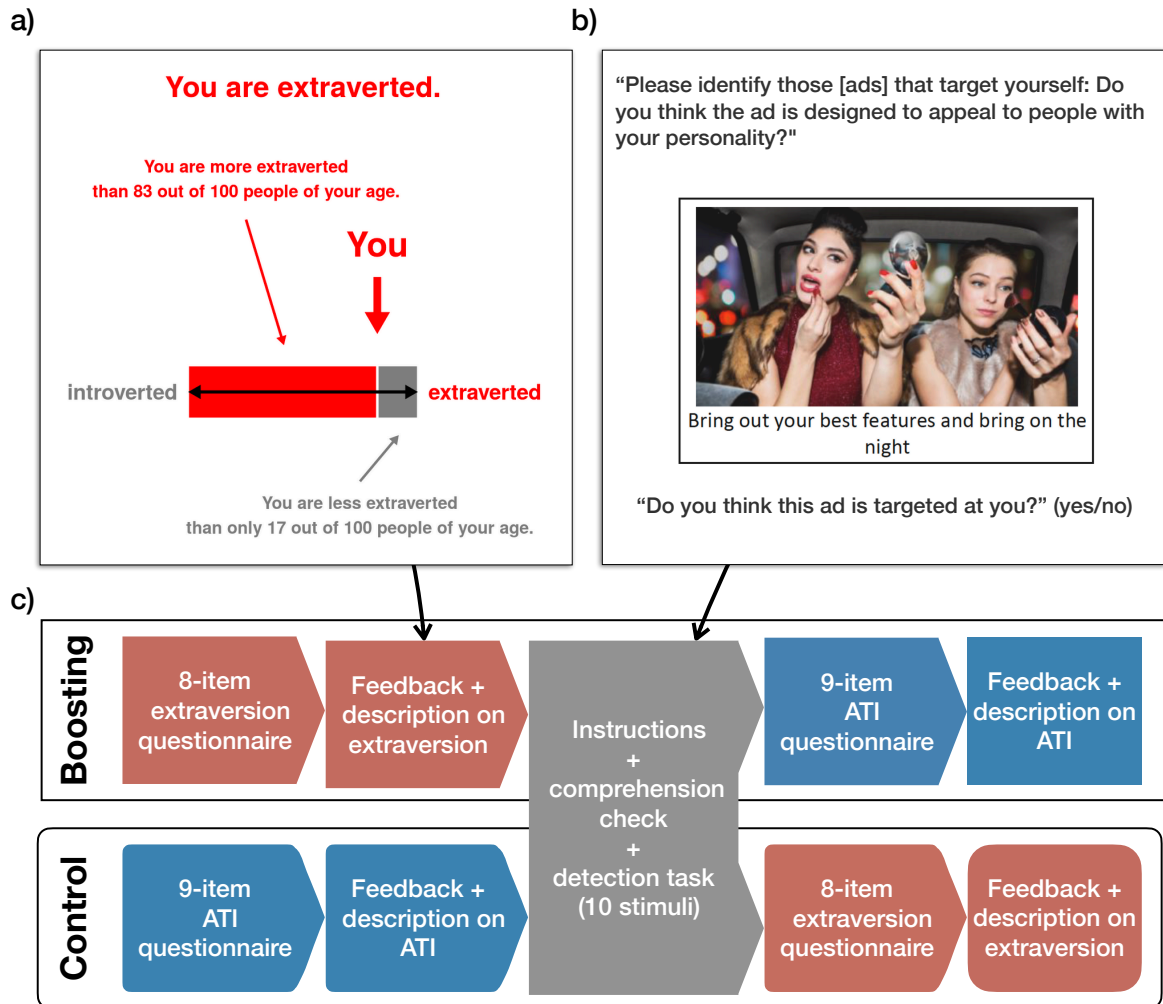 a)
You are extraverted.
You are more extraverted
than 83 out of 100 people of your age.
You
introverted
extraverted
You are less extraverted
than only 17 out of 100 people of your age.
b)
“Please identify those [ads] that target yourself: Do
you think the ad is designed to appeal to people with
your personality?"
Bring out your best features and bring on the
night
“Do you think this ad is targeted at you?” (yes/no)
c)
Boosting
8-item
extraversion
questionnaire
Feedback +
description on
extraversion
Instructions
+
comprehension
check
+
detection task
(10 stimuli)
9-item
ATI
questionnaire
Feedback +
description on
ATI
Control
9-item
ATI
questionnaire
Feedback +
description on
ATI
8-item
extraversion
questionnaire
Feedback +
description on
extraversion